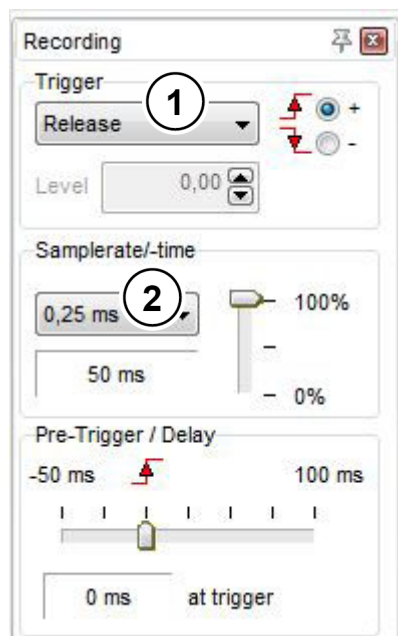 Recording
Trigger
1
Release
+
-
Level 0,00
Samplerate/-time
2
0,25 ms
100%
50 ms
0%
Pre-Trigger / Delay
-50 ms 100 ms
0 ms at trigger